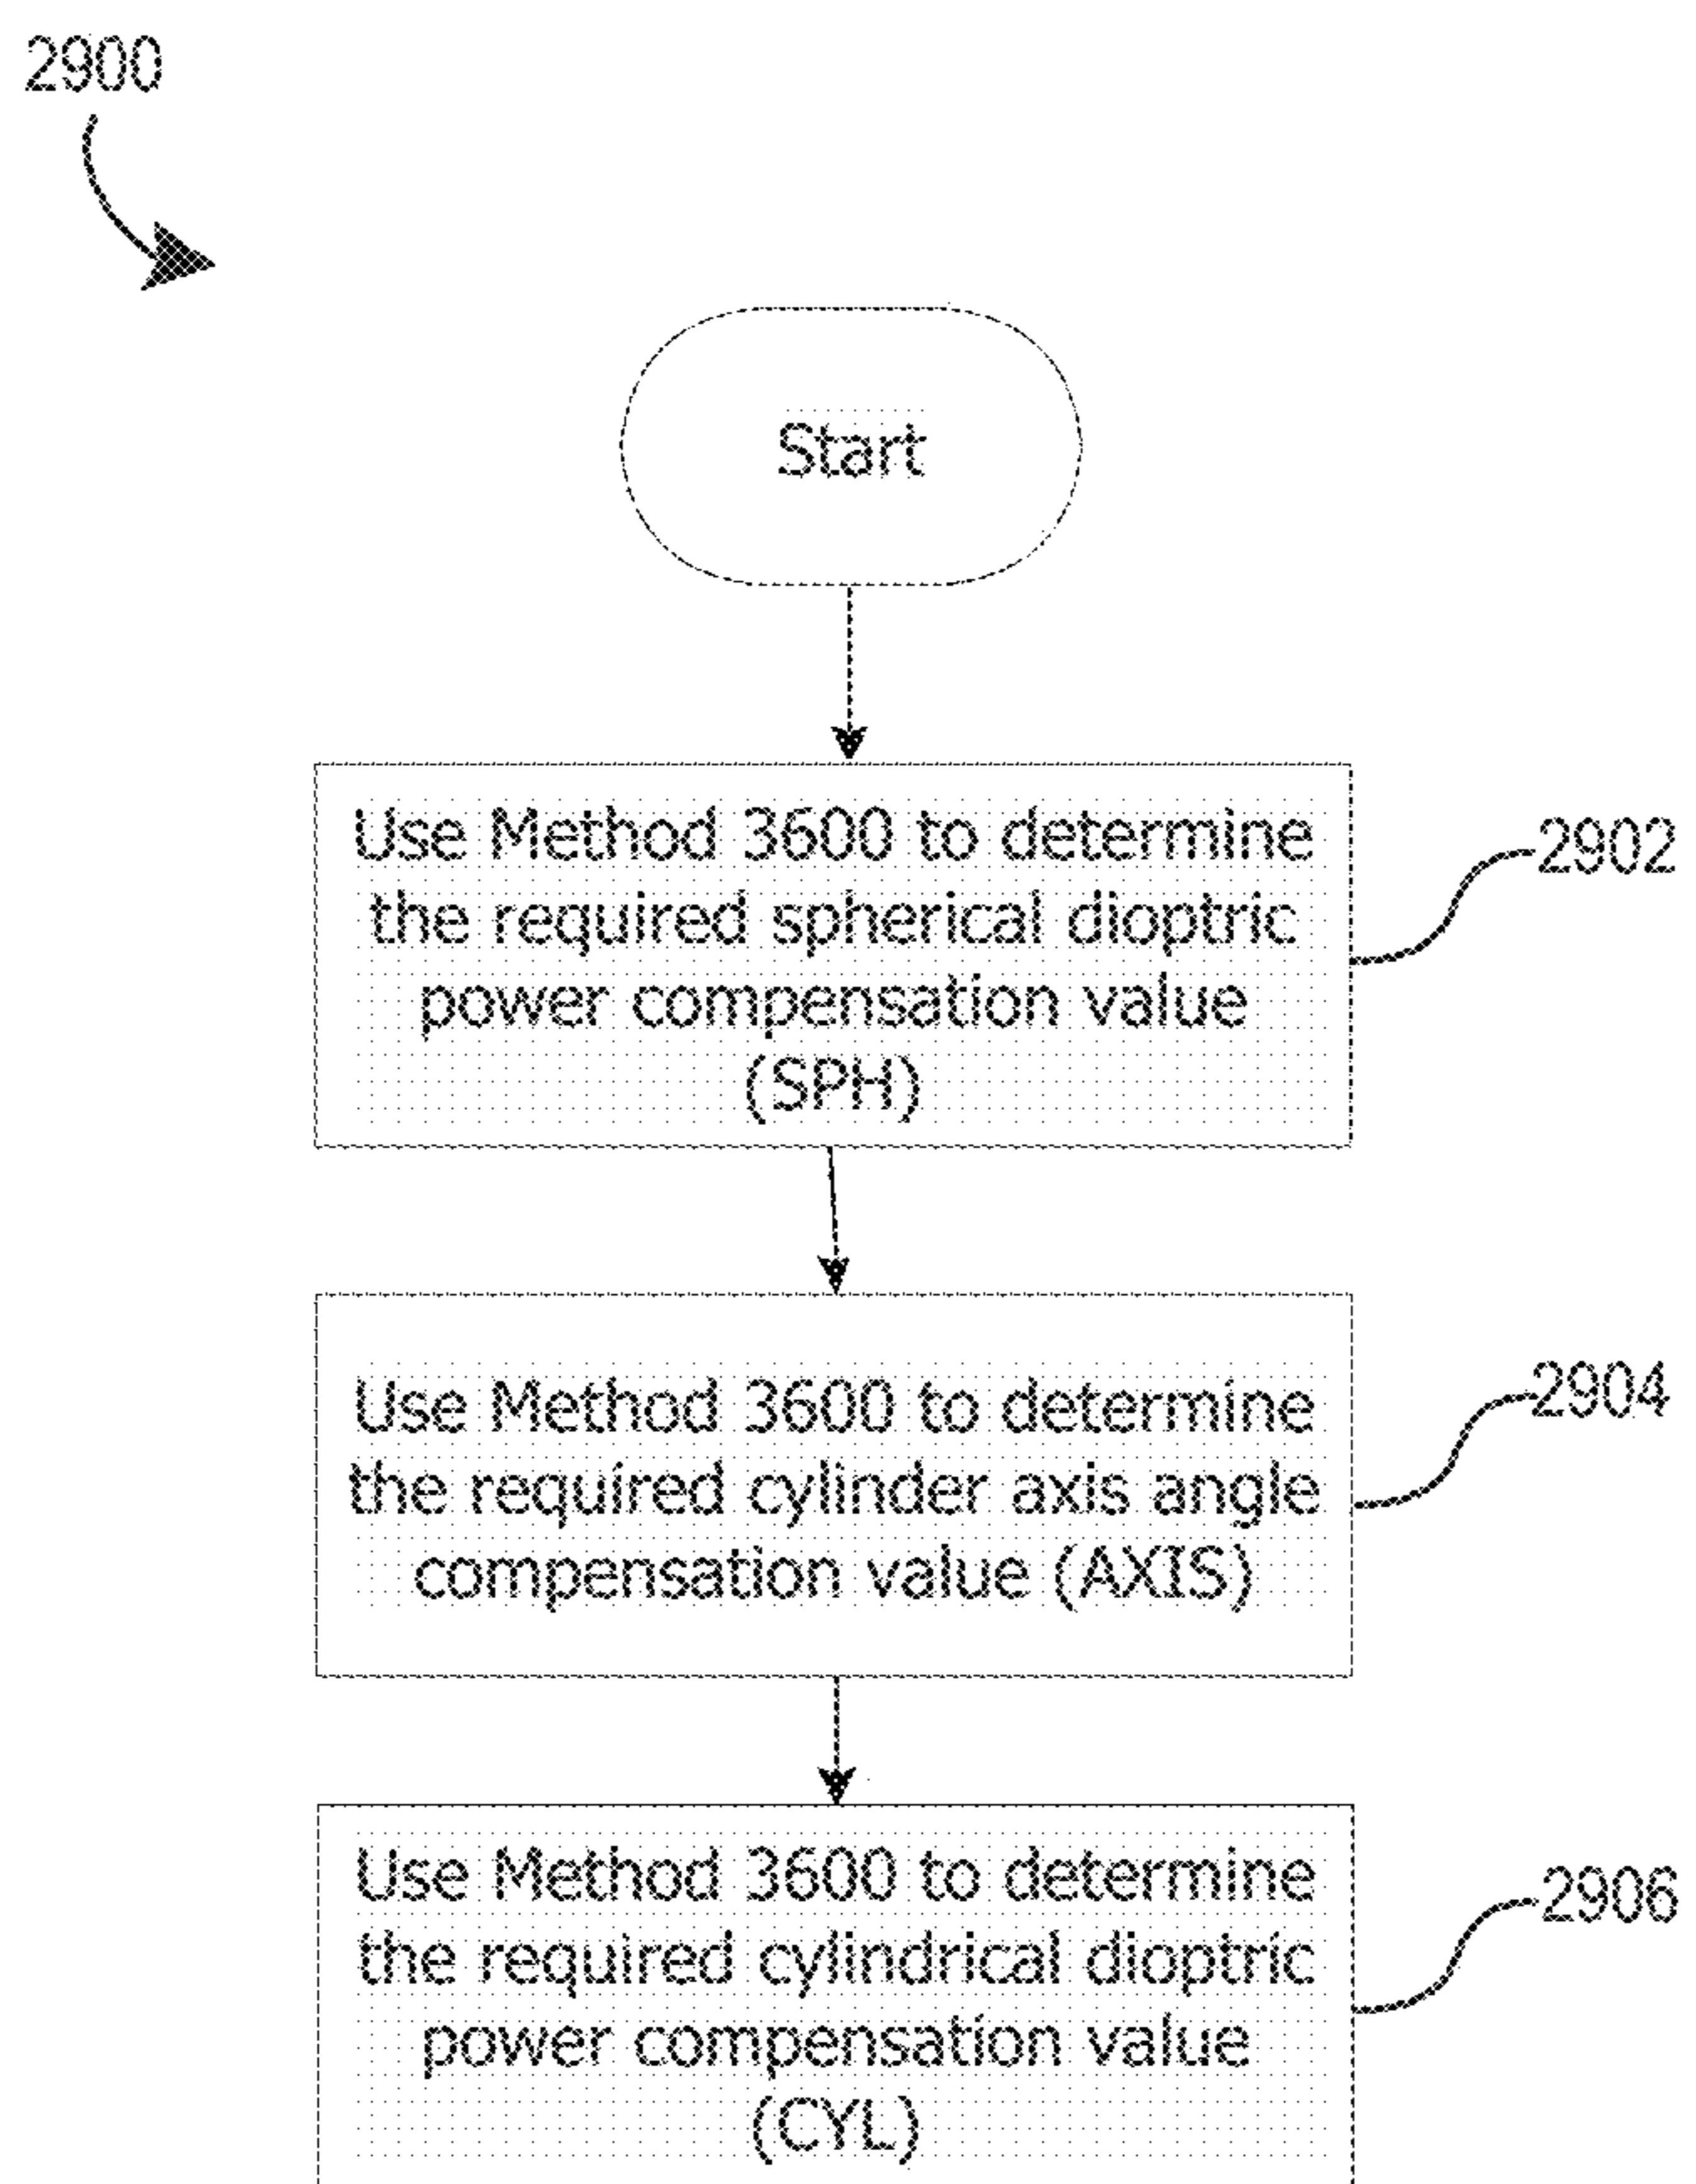 2900
Start
Use Method 3600 to determine
the required spherical dioptric
power compensation value
(SPH)
2902
Use Method 3600 to determine
the required cylinder axis angle
compensation value (AXIS)
2904
Use Method 3600 to determine
the required cylindrical dioptric
power compensation value
(CYL)
2906